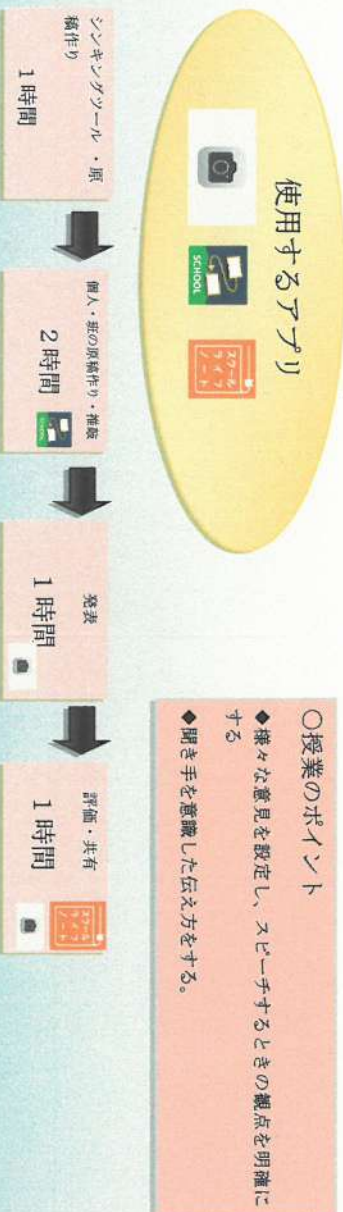 使用するアプリ
SCHOOL
スクール
ライフ
ノート
○授業のポイント
◆様々な意見を設定し、スピーチするときの観点を明確に
する
◆聞き手を意識した伝え方をする。
シンキングツール・原
稿作り
1時間
個人・班の原稿作り・推敲
2時間
SCHOOL
発表
1時間
評価・共有
1時間
スクール
ライフ
ノート